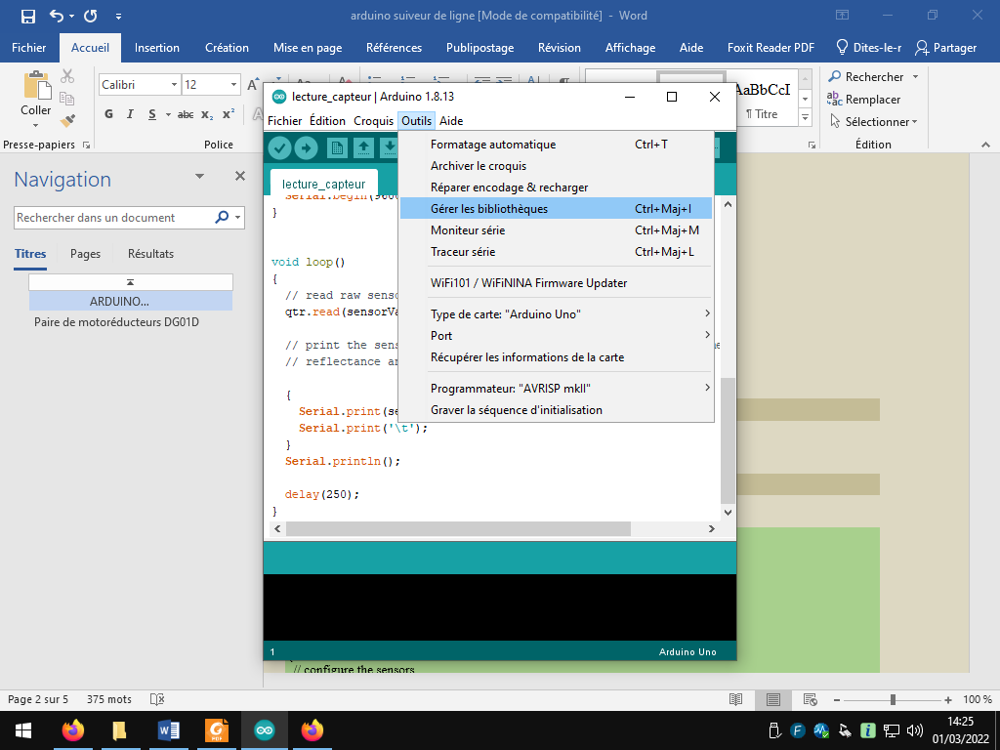 arduino suiveur de ligne [Mode de compatibilité] - Word
Fichier Accueil Insertion Création Mise en page Références Publipostage Révision Affichage Aide Foxit Reader PDF Dites-le-r Partager
Coller
Calibri 12
G I S abc x₂ x²
Presse-papiers
Police
AaBbCcI
¶ Titre
Rechercher
Remplacer
Sélectionner
Édition
Navigation
Rechercher dans un document
Titres Pages Résultats
ARDUINO...
Paire de motoréducteurs DG01D
lecture_capteur | Arduino 1.8.13
Fichier Édition Croquis Outils Aide
lecture_capteur
Formatage automatique Ctrl+T
Archiver le croquis
Réparer encodage & recharger
Gérer les bibliothèques Ctrl+Maj+I
Moniteur série Ctrl+Maj+M
Traceur série Ctrl+Maj+L
WiFi101 / WiFiNINA Firmware Updater
Type de carte: "Arduino Uno"
Port
Récupérer les informations de la carte
Programmateur: "AVRISP mkII"
Graver la séquence d'initialisation
Serial.begin(960
}
void loop()
{
// read raw senso
qtr.read(sensorVa
// print the sens
// reflectance a
{
Serial.print(se
Serial.print('\t');
}
Serial.println();
delay(250);
}
1
Arduino Uno
// configure the sensors
Page 2 sur 5 375 mots
100 %
14:25
01/03/2022